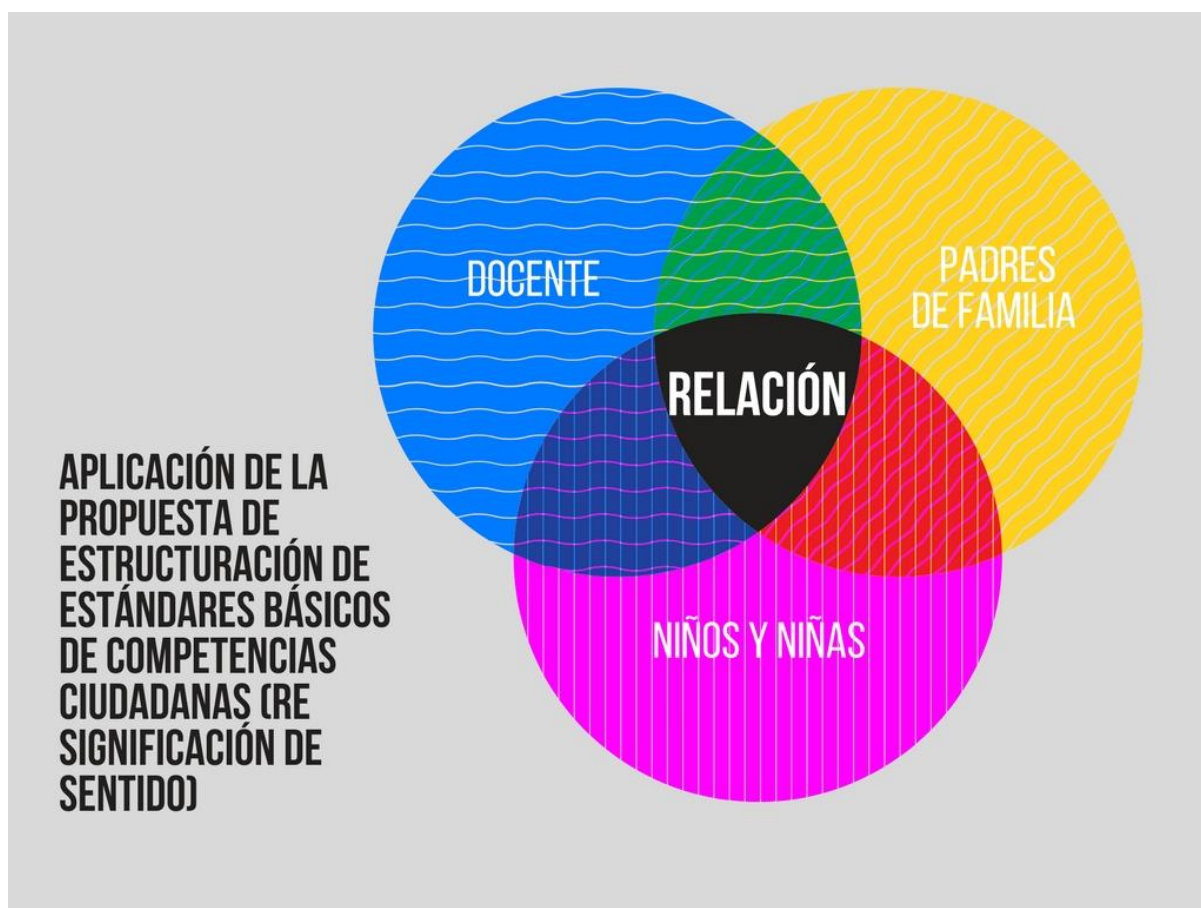 DOCENTE
PADRES
DE FAMILIA
RELACIÓN
NIÑOS Y NIÑAS
APLICACIÓN DE LA
PROPUESTA DE
ESTRUCTURACIÓN DE
ESTÁNDARES BÁSICOS
DE COMPETENCIAS
CIUDADANAS (RE
SIGNIFICACIÓN DE
SENTIDO)